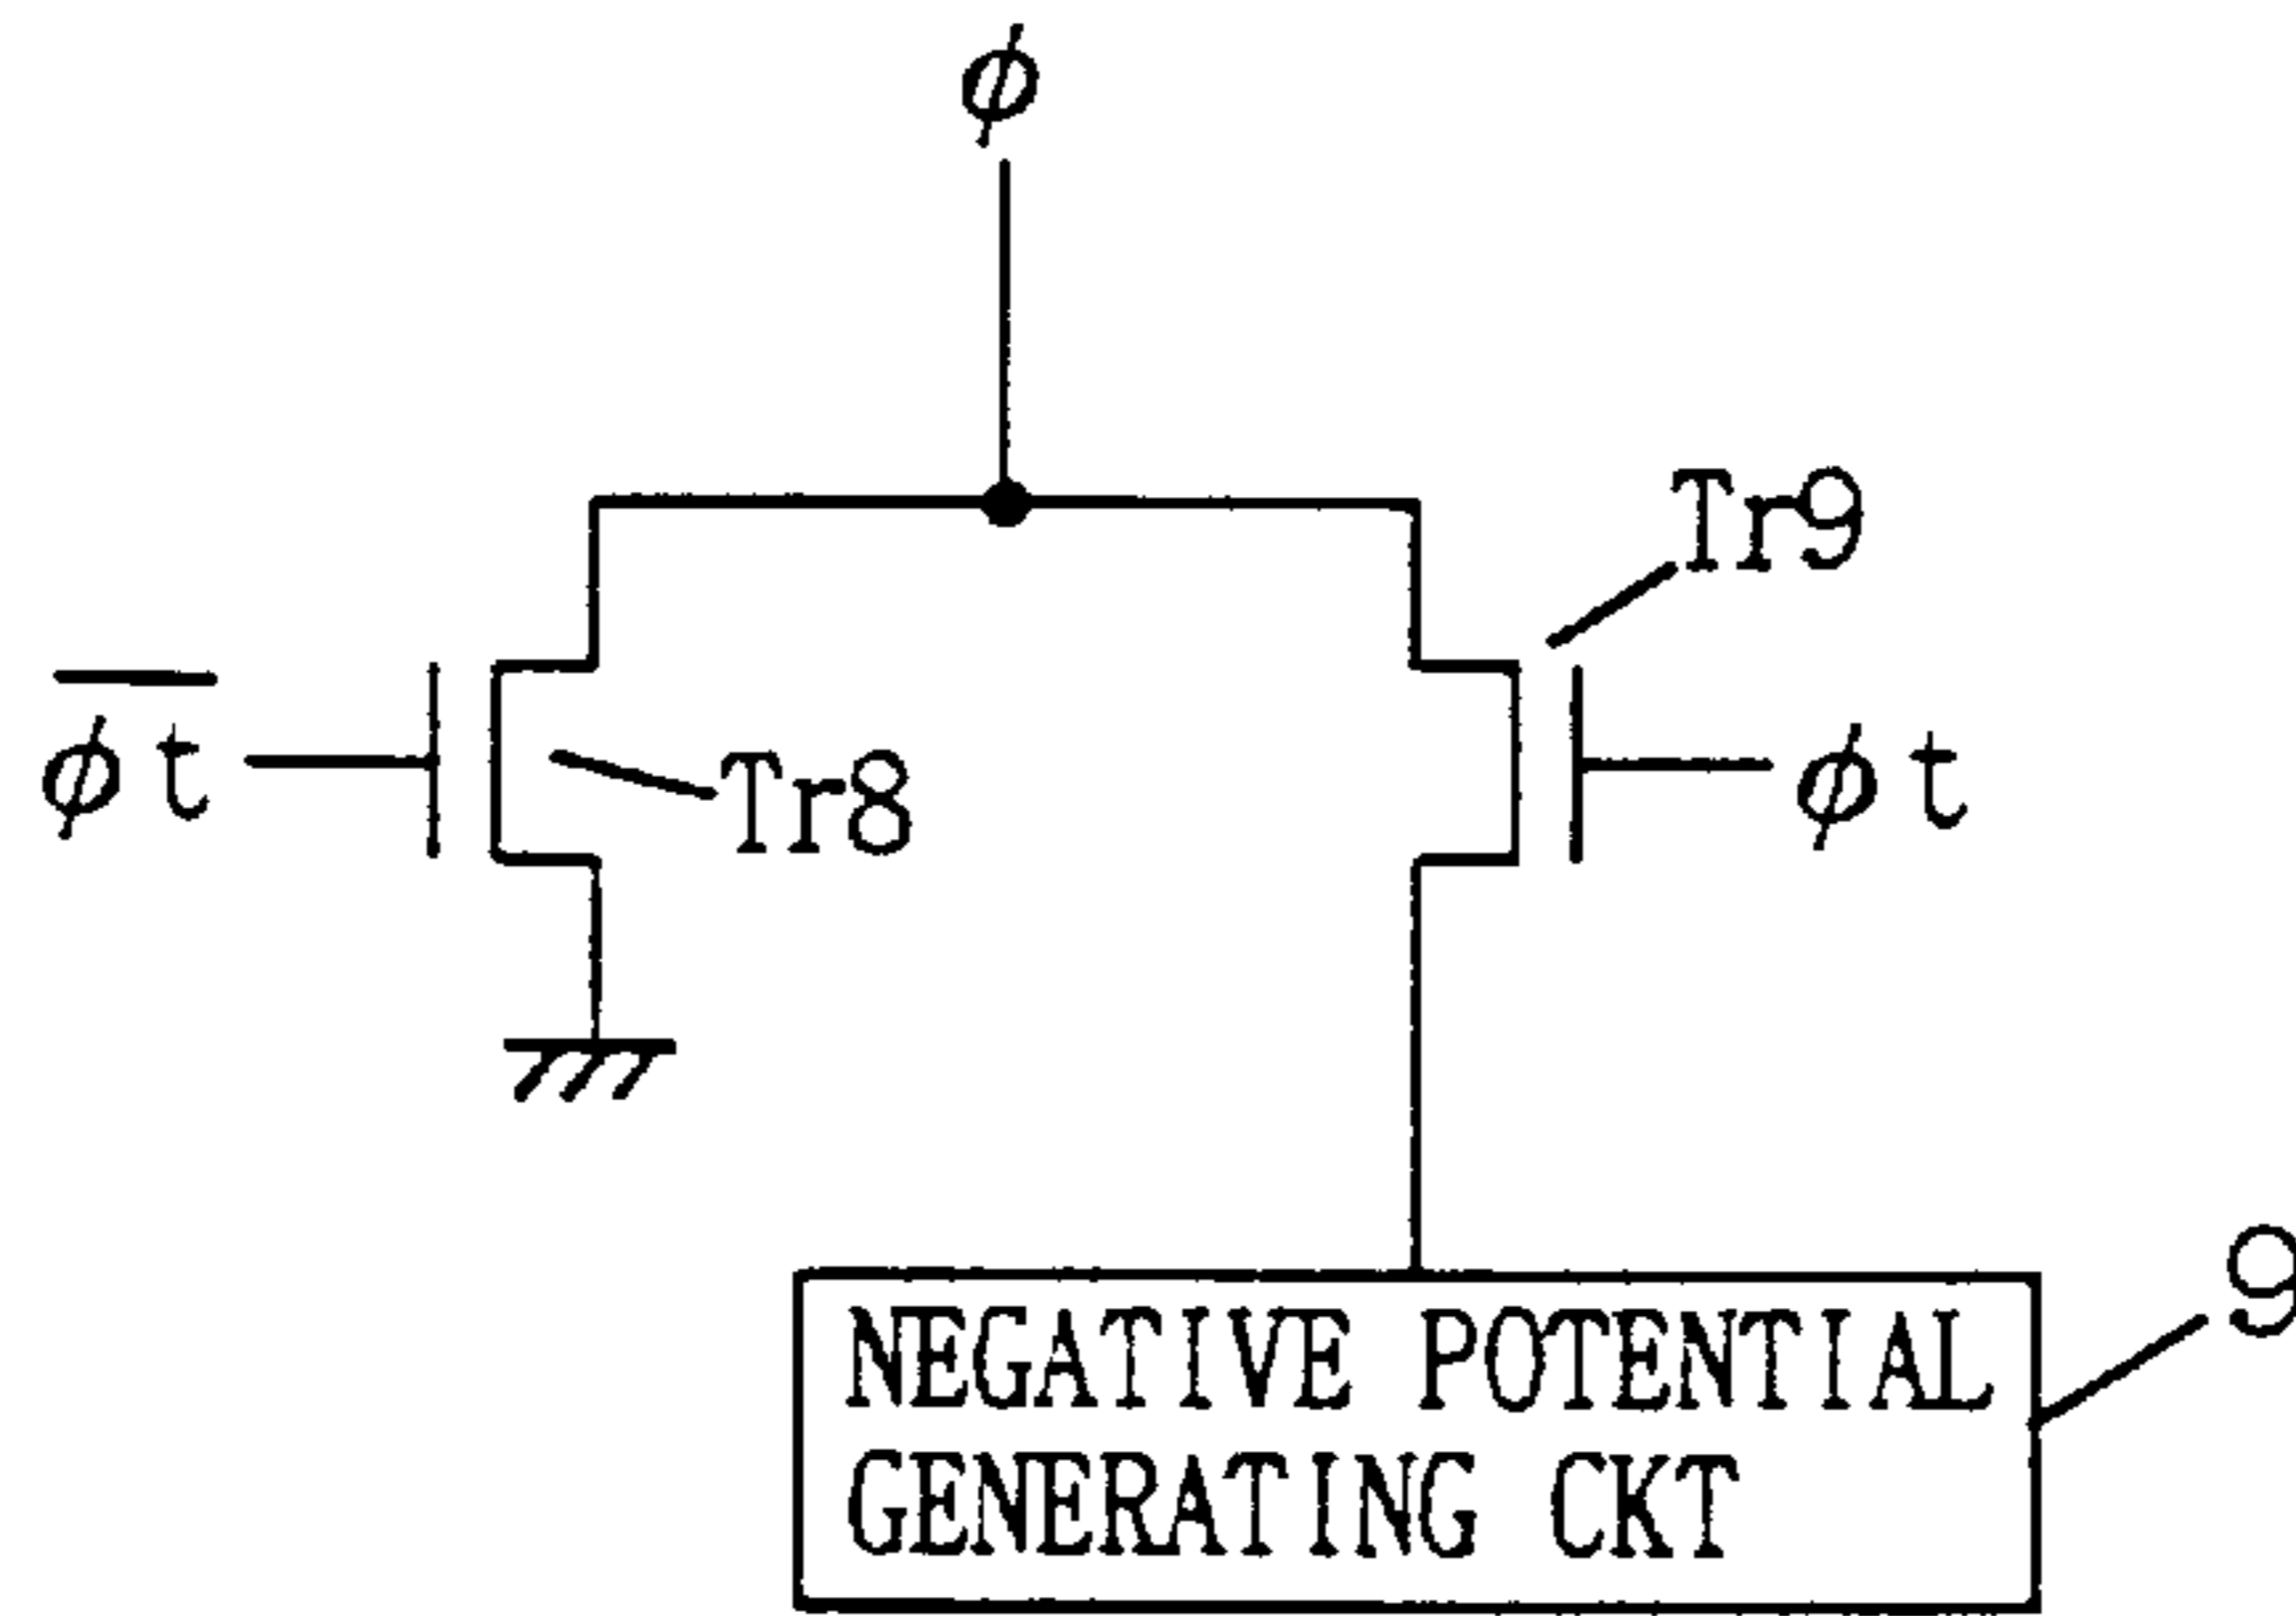 ϕ
Tr9
ϕt
Tr8
ϕt
9
NEGATIVE POTENTIAL
GENERATING CKT